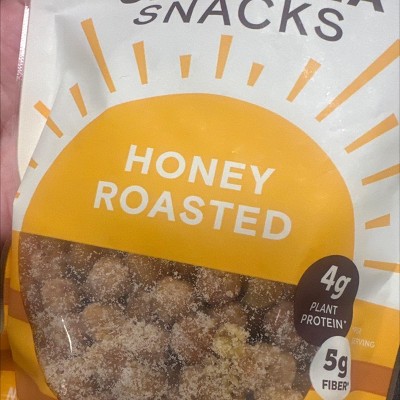 SNACKS
HONEY
ROASTED
4g
PLANT
PROTEIN*
5g
FIBER*